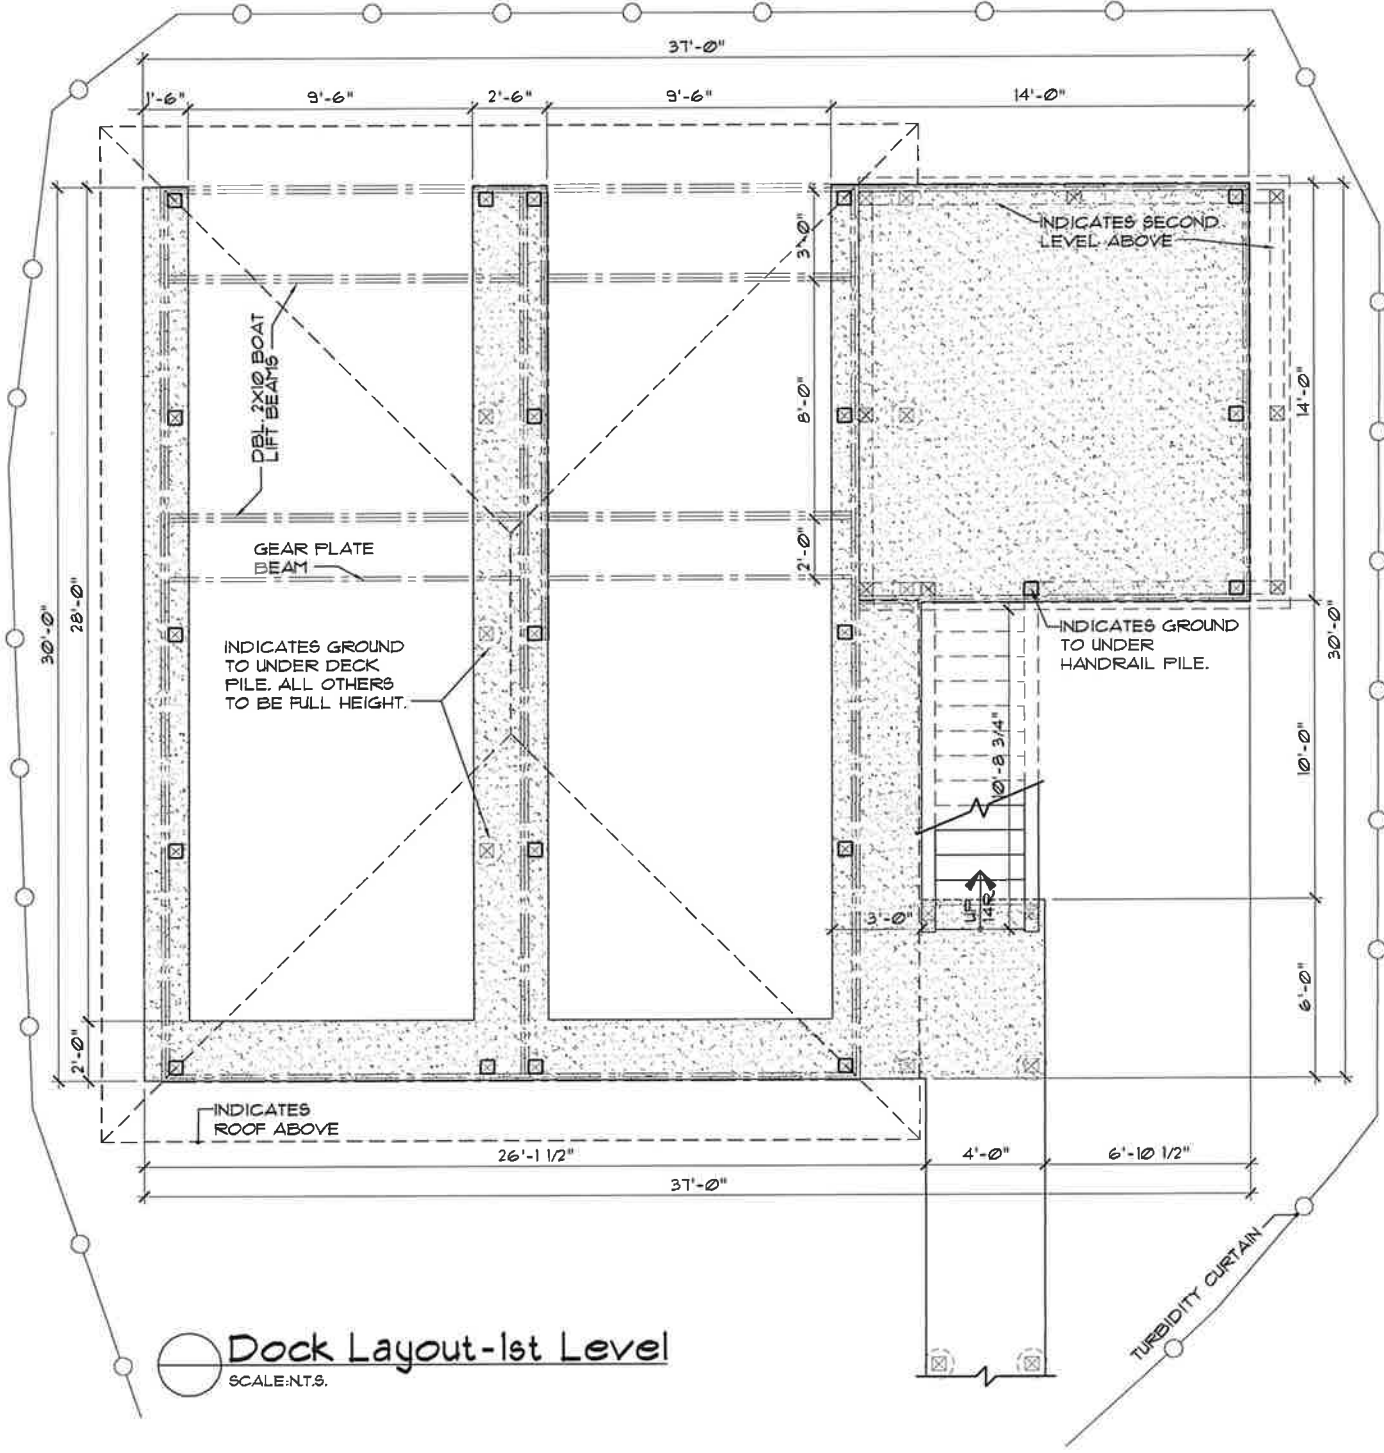 37'-0"
1'-6"
9'-6"
2'-6"
9'-6"
14'-0"
INDICATES SECOND
LEVEL ABOVE
3'-0"
DBL. 2X10 BOAT
LIFT BEAMS
8'-0"
14'-0"
2'-0"
GEAR PLATE
BEAM
30'-0"
28'-0"
INDICATES GROUND
TO UNDER DECK
PILE. ALL OTHERS
TO BE FULL HEIGHT.
INDICATES GROUND
TO UNDER
HANDRAIL PILE.
30'-0"
10'-8 3/4"
10'-0"
UP
14R.
3'-0"
6'-0"
2'-0"
INDICATES
ROOF ABOVE
26'-1 1/2"
4'-0"
6'-10 1/2"
37'-0"
TURBIDITY CURTAIN
Dock Layout-1st Level
SCALE:N.T.S.